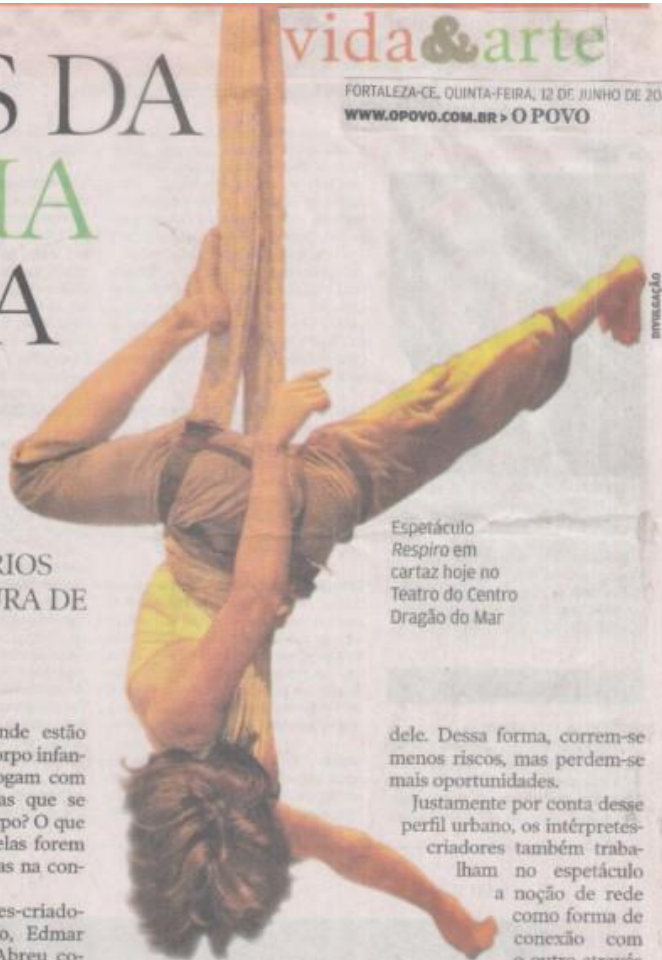 vida&arte
FORTALEZA-CE, QUINTA-FEIRA, 12 DE JUNHO DE 20
WWW.OPOVO.COM.BR > O POVO
S DA
IA
A
DIVULGAÇÃO
RIOS
URA DE
Espetáculo
Respiro em
cartaz hoje no
Teatro do Centro
Dragão do Mar
nde estão
orpo infan-
ogam com
as que se
po? O que
elas forem
as na con-
es-criado-
o, Edmar
Abreu co-
dele. Dessa forma, correm-se
menos riscos, mas perdem-se
mais oportunidades.
Justamente por conta desse
perfil urbano, os intérpretes-
criadores também traba-
lham no espetáculo
a noção de rede
como forma de
conexão com
o outro através